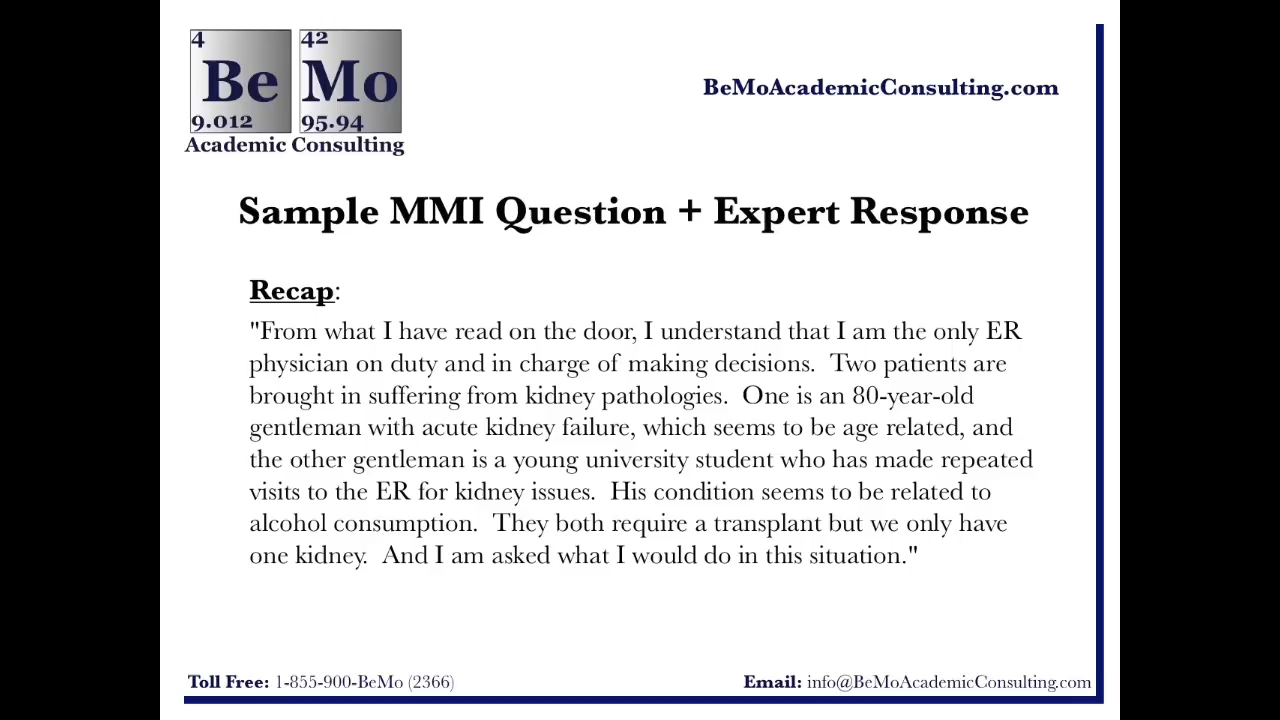 4 42
Be Mo
9.012 95.94
Academic Consulting
BeMoAcademicConsulting.com
Sample MMI Question + Expert Response
Recap:
"From what I have read on the door, I understand that I am the only ER
physician on duty and in charge of making decisions.  Two patients are
brought in suffering from kidney pathologies.  One is an 80-year-old
gentleman with acute kidney failure, which seems to be age related, and
the other gentleman is a young university student who has made repeated
visits to the ER for kidney issues.  His condition seems to be related to
alcohol consumption.  They both require a transplant but we only have
one kidney.  And I am asked what I would do in this situation."
Toll Free: 1-855-900-BeMo (2366)
Email: info@BeMoAcademicConsulting.com